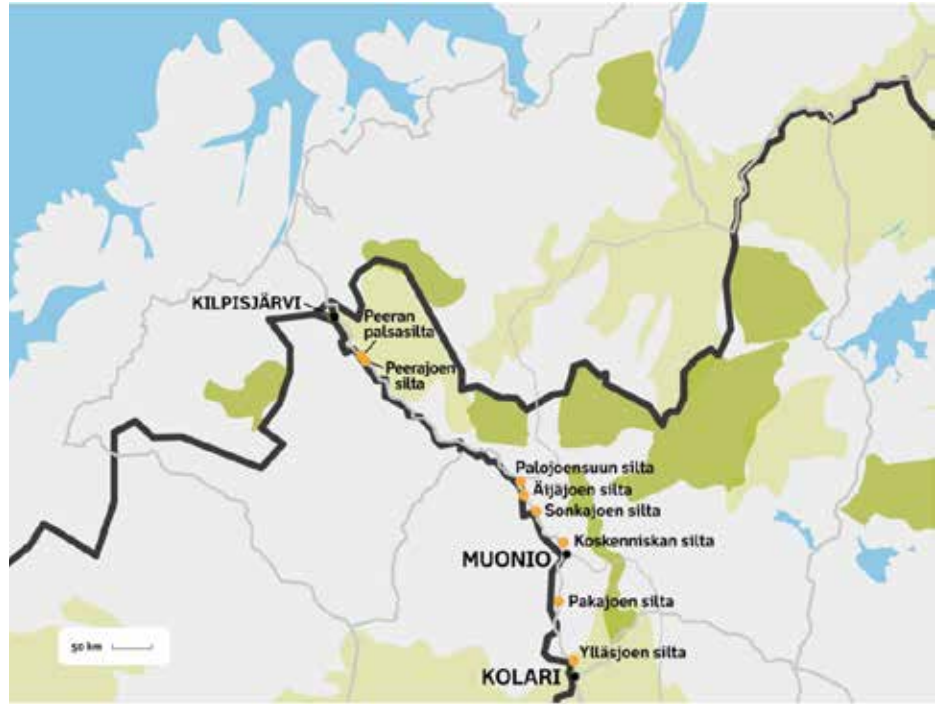 KILPISJÄRVI
Peeran
palsasilta
Peerajoen
silta
Palojoensuun silta
Äijäjoen silta
Sonkajoen silta
Koskenniskan silta
MUONIO
Pakajoen silta
50 km
Ylläsjoen silta
KOLARI